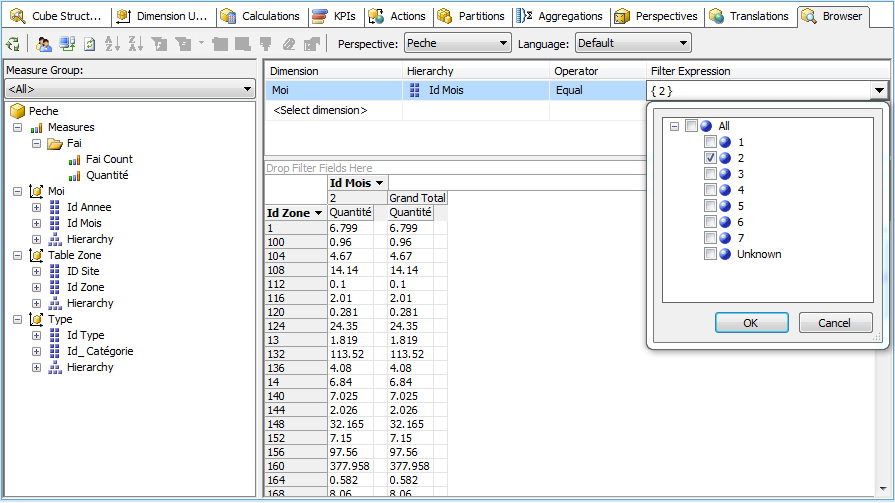 Cube Struct... Dimension U... Calculations KPIs Actions Partitions Aggregations Perspectives Translations Browser
Perspective: Peche Language: Default
Measure Group:
<All>
Peche
Measures
Fai
Fai Count
Quantité
Moi
Id Annee
Id Mois
Hierarchy
Table Zone
ID Site
Id Zone
Hierarchy
Type
Id Type
Id_ Catégorie
Hierarchy
Dimension Hierarchy Operator Filter Expression
Moi Id Mois Equal { 2 }
<Select dimension>
All
1
2
3
4
5
6
7
Unknown
OK Cancel
Drop Filter Fields Here
Id Mois
2 Grand Total
Id Zone Quantité Quantité
1 6.799 6.799
100 0.96 0.96
104 4.67 4.67
108 14.14 14.14
112 0.1 0.1
116 2.01 2.01
120 0.281 0.281
124 24.35 24.35
13 1.819 1.819
132 113.52 113.52
136 4.08 4.08
14 6.84 6.84
140 7.025 7.025
144 2.026 2.026
148 32.165 32.165
152 7.15 7.15
156 97.56 97.56
160 377.958 377.958
164 0.582 0.582
168 8.06 8.06